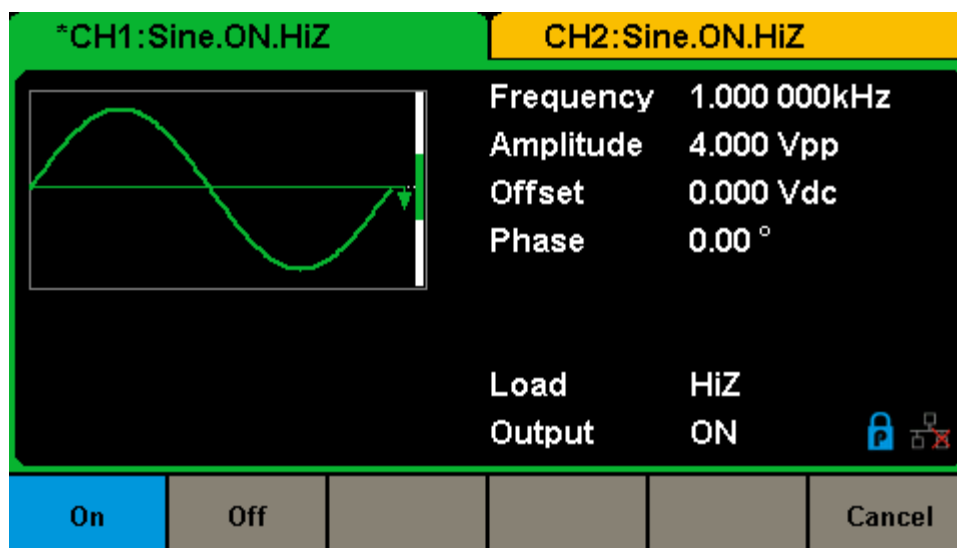 *CH1:Sine.ON.HiZ
CH2:Sine.ON.HiZ
Frequency 1.000 000kHz
Amplitude 4.000 Vpp
Offset 0.000 Vdc
Phase 0.00 °
Load HiZ
Output ON
P
On Off Cancel